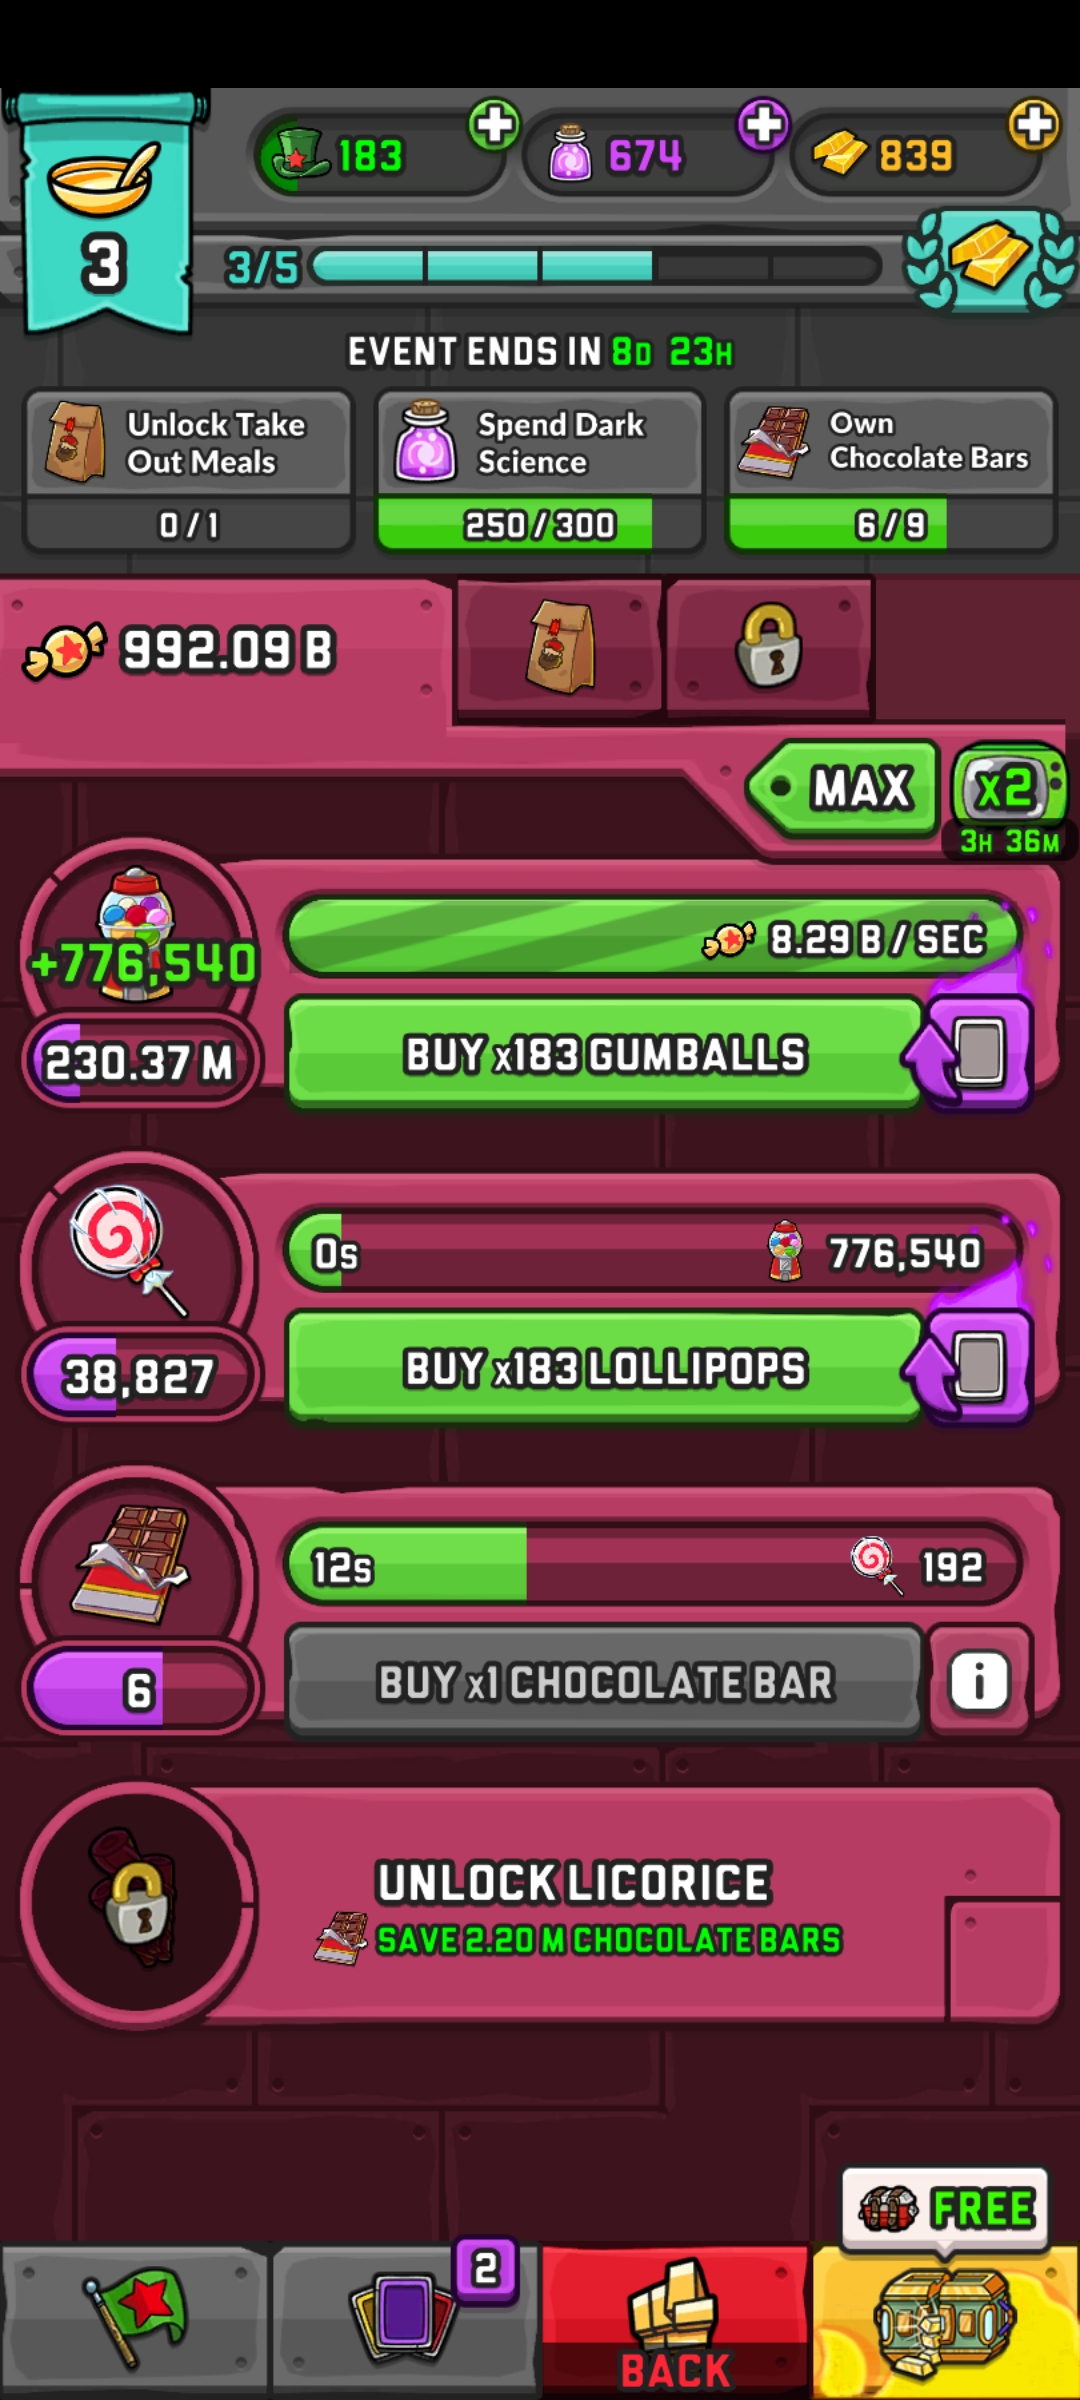 183
674
839
3
3/5
EVENT ENDS IN 8D 23H
Unlock Take
Out Meals
0/1
Spend Dark
Science
250/300
Own
Chocolate Bars
6/9
992.09 B
MAX
x2
3H 36M
+776,540
230.37 M
8.29 B / SEC
BUY x183 GUMBALLS
0s
776,540
38,827
BUY x183 LOLLIPOPS
12s
192
6
BUY x1 CHOCOLATE BAR
i
UNLOCK LICORICE
SAVE 2.20 M CHOCOLATE BARS
FREE
2
BACK